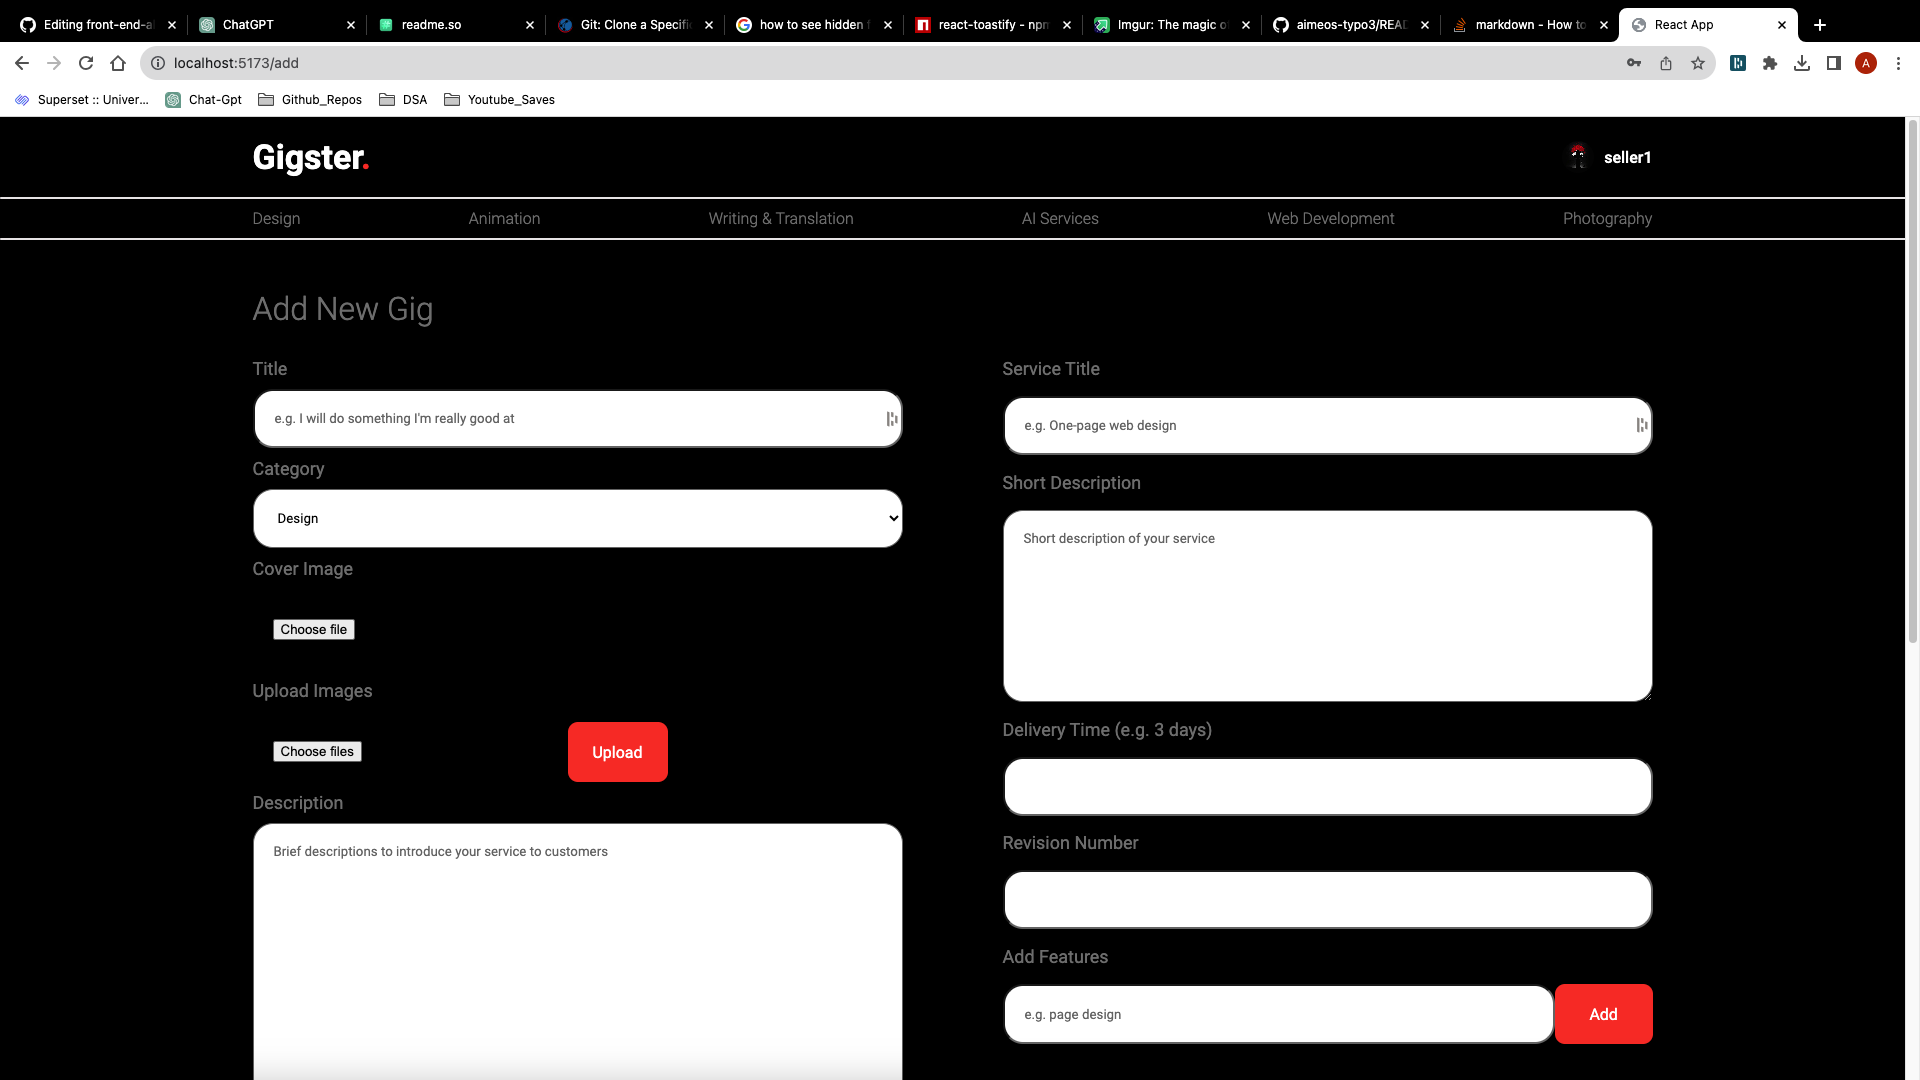 Editing front-end-a
ChatGPT
readme.so
Git: Clone a Specifi
how to see hidden f
react-toastify - npm
Imgur: The magic o
aimeos-typo3/REA
markdown - How to
React App
localhost:5173/add
A
Superset :: Univer...
Chat-Gpt
Github_Repos
DSA
Youtube_Saves
Gigster.
seller1
Design
Animation
Writing & Translation
AI Services
Web Development
Photography
Add New Gig
Title
e.g. I will do something I'm really good at
Category
Design
Cover Image
Choose file
Upload Images
Choose files
Upload
Description
Brief descriptions to introduce your service to customers
Service Title
e.g. One-page web design
Short Description
Short description of your service
Delivery Time (e.g. 3 days)
Revision Number
Add Features
e.g. page design
Add